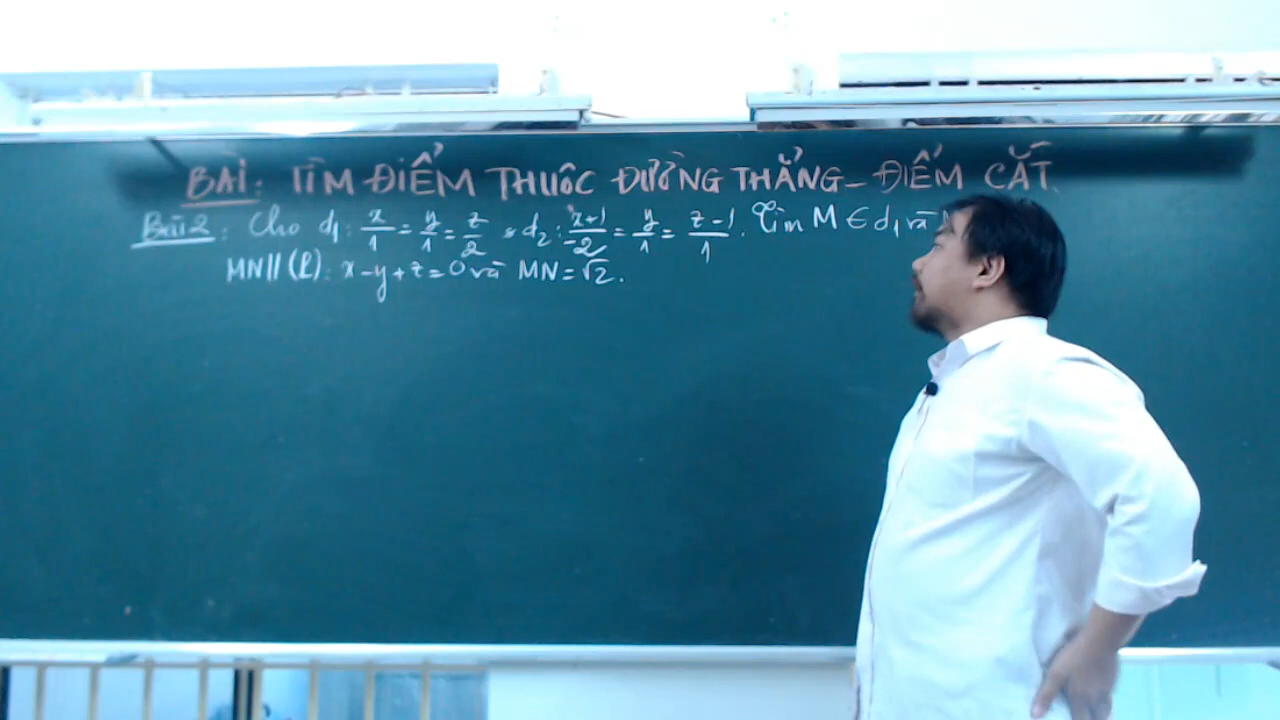 BÀI: TÌM ĐIỂM THUỘC ĐƯỜNG THẲNG - ĐIỂM CẮT.
Bài 2: Cho d₁: x/1 = y/1 = z/2 & d₂: x+1/-2 = y/1 = z-1/1. Tìm M ∈ d₁ và
MN // (P): x - y + z = 0 và MN = √2.